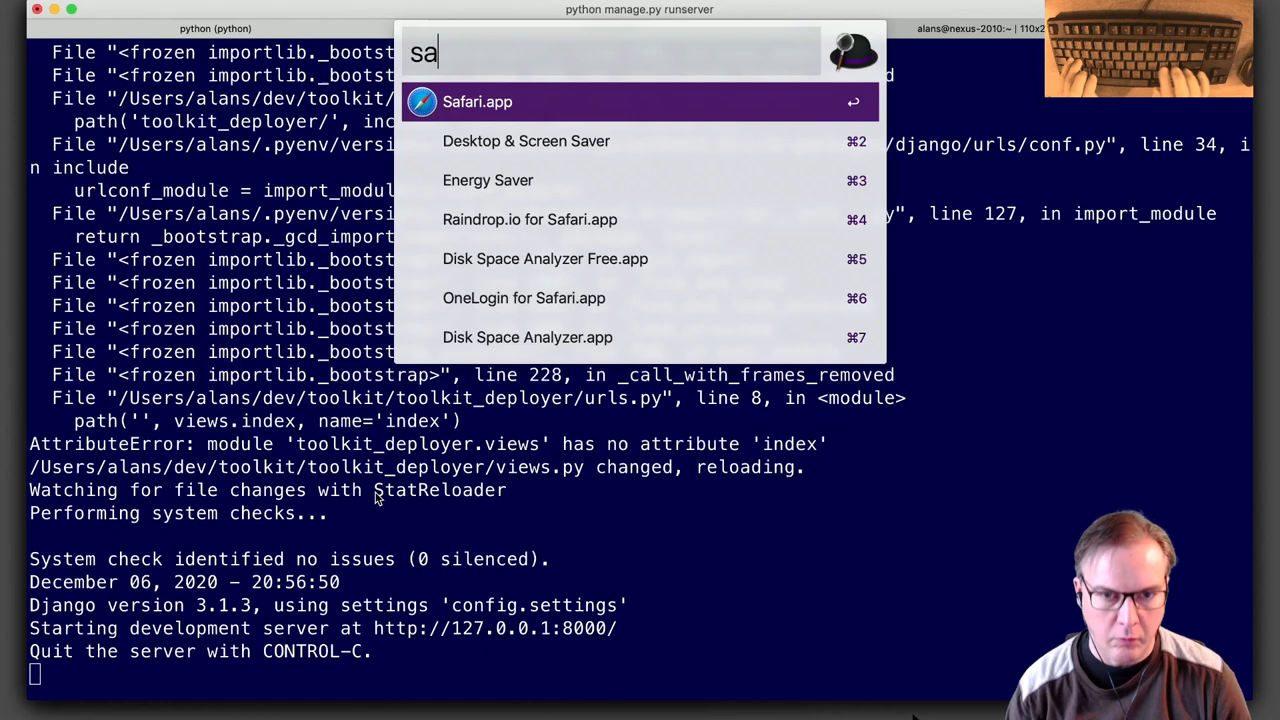 python manage.py runserver
python (python)
alans@nexus-2010:~ | 110x2
sa
Safari.app
Desktop & Screen Saver ⌘2
Energy Saver ⌘3
Raindrop.io for Safari.app ⌘4
Disk Space Analyzer Free.app ⌘5
OneLogin for Safari.app ⌘6
Disk Space Analyzer.app ⌘7
File "<frozen importlib._bootst
File "<frozen importlib._bootst d
File "/Users/alans/dev/toolkit/
path('toolkit_deployer/', inc
File "/Users/alans/.pyenv/versi /django/urls/conf.py", line 34, i
n include
urlconf_module = import_modul
File "/Users/alans/.pyenv/versi y", line 127, in import_module
return _bootstrap._gcd_import
File "<frozen importlib._bootst
File "<frozen importlib._bootst
File "<frozen importlib._bootst
File "<frozen importlib._bootst
File "<frozen importlib._bootst
File "<frozen importlib._bootstrap>", line 228, in _call_with_frames_removed
File "/Users/alans/dev/toolkit/toolkit_deployer/urls.py", line 8, in <module>
path('', views.index, name='index')
AttributeError: module 'toolkit_deployer.views' has no attribute 'index'
/Users/alans/dev/toolkit/toolkit_deployer/views.py changed, reloading.
Watching for file changes with StatReloader
Performing system checks...
System check identified no issues (0 silenced).
December 06, 2020 - 20:56:50
Django version 3.1.3, using settings 'config.settings'
Starting development server at http://127.0.0.1:8000/
Quit the server with CONTROL-C.